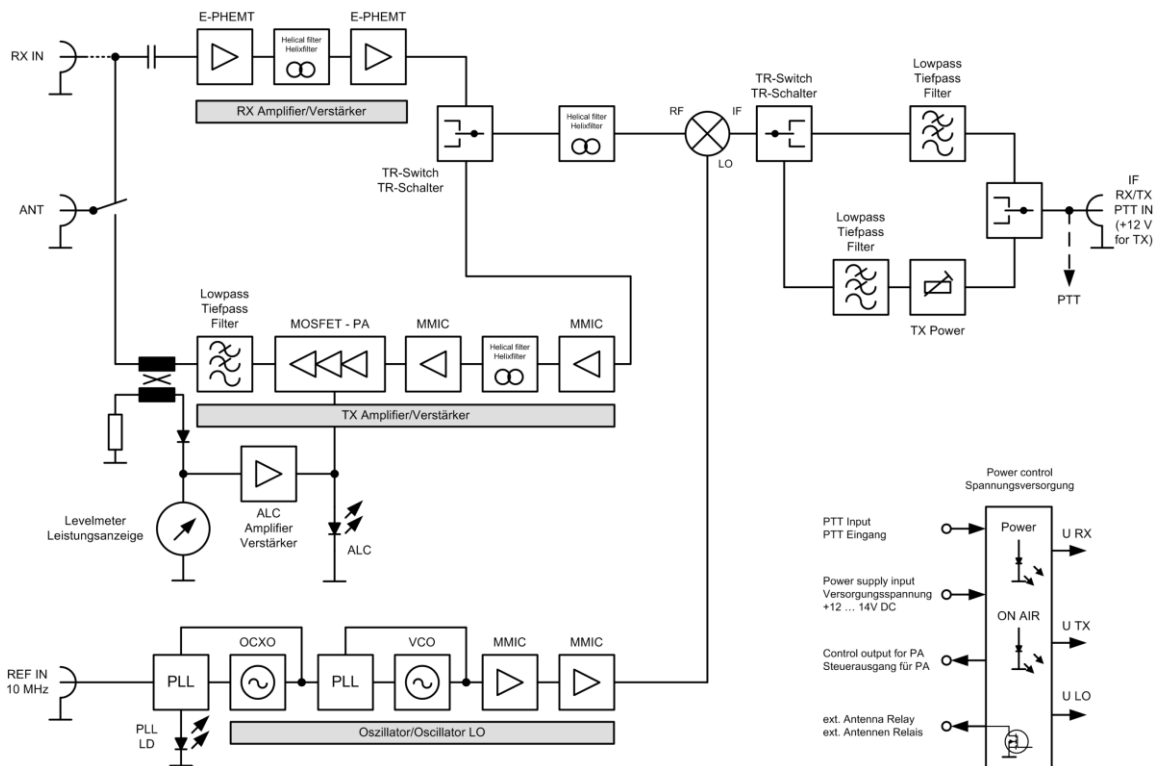 E-PHEMT
E-PHEMT
RX IN
Helical filter
Helixfilter
RX Amplifier/Verstärker
TR-Switch
TR-Schalter
Helical filter
Helixfilter
RF
IF
LO
TR-Switch
TR-Schalter
Lowpass
Tiefpass
Filter
ANT
IF
RX/TX
PTT IN
(+12 V
for TX)
Lowpass
Tiefpass
Filter
TX Power
PTT
Lowpass
Tiefpass
Filter
MOSFET - PA
MMIC
Helical filter
Helixfilter
MMIC
TX Amplifier/Verstärker
Levelmeter
Leistungsanzeige
ALC
Amplifier
Verstärker
ALC
REF IN
10 MHz
PLL
OCXO
PLL
VCO
MMIC
MMIC
PLL
LD
Oszillator/Oscillator LO
Power control
Spannungsversorgung
PTT Input
PTT Eingang
Power
U RX
Power supply input
Versorgungsspannung
+12 ... 14V DC
ON AIR
U TX
Control output for PA
Steuerausgang für PA
U LO
ext. Antenna Relay
ext. Antennen Relais